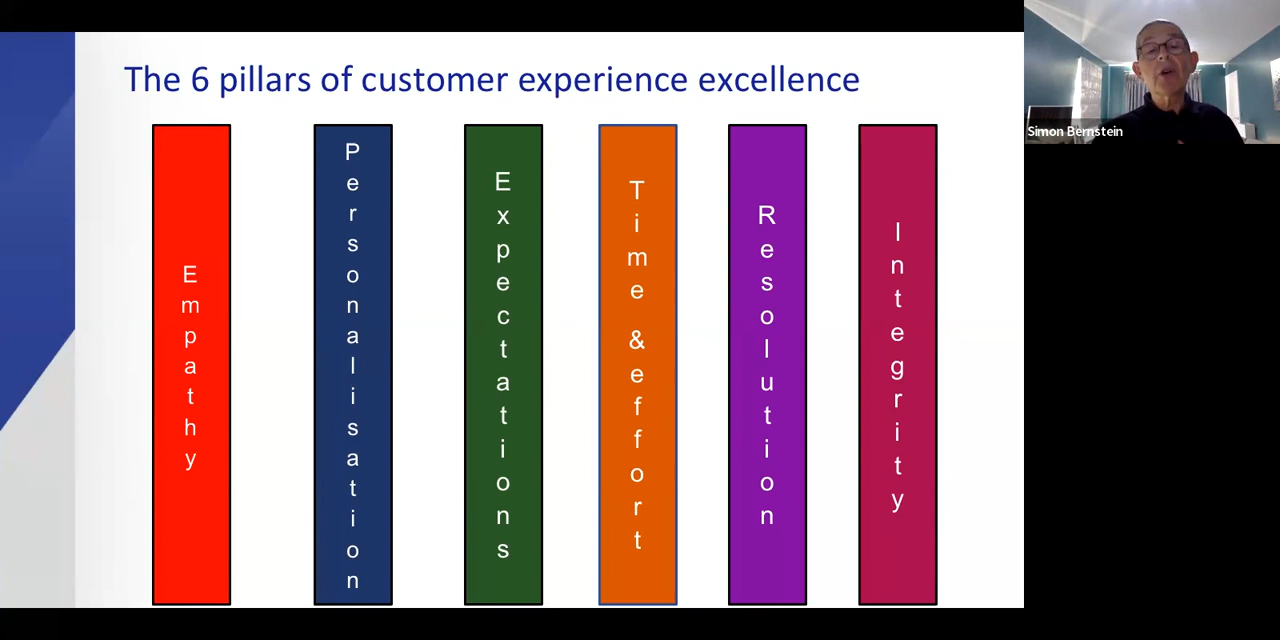 The 6 pillars of customer experience excellence
Empathy
Personalisation
Expectations
Time & effort
Resolution
Integrity
Simon Bernstein